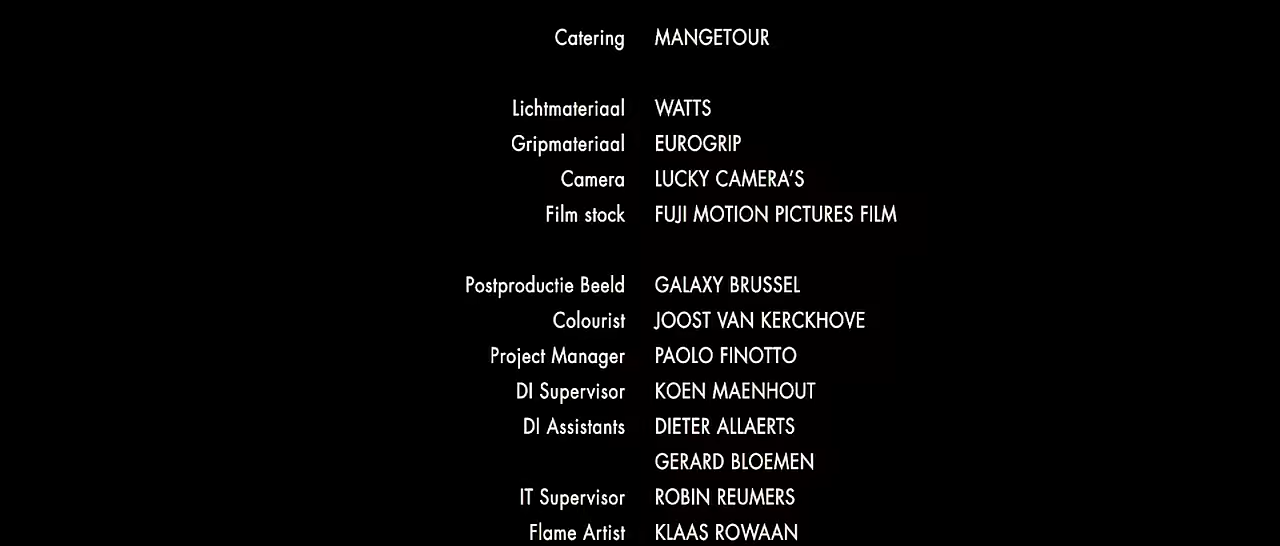 Catering MANGETOUR
Lichtmateriaal WATTS
Gripmateriaal EUROGRIP
Camera LUCKY CAMERA'S
Film stock FUJI MOTION PICTURES FILM
Postproductie Beeld GALAXY BRUSSEL
Colourist JOOST VAN KERCKHOVE
Project Manager PAOLO FINOTTO
DI Supervisor KOEN MAENHOUT
DI Assistants DIETER ALLAERTS
GERARD BLOEMEN
IT Supervisor ROBIN REUMERS
Flame Artist KLAAS ROWAAN